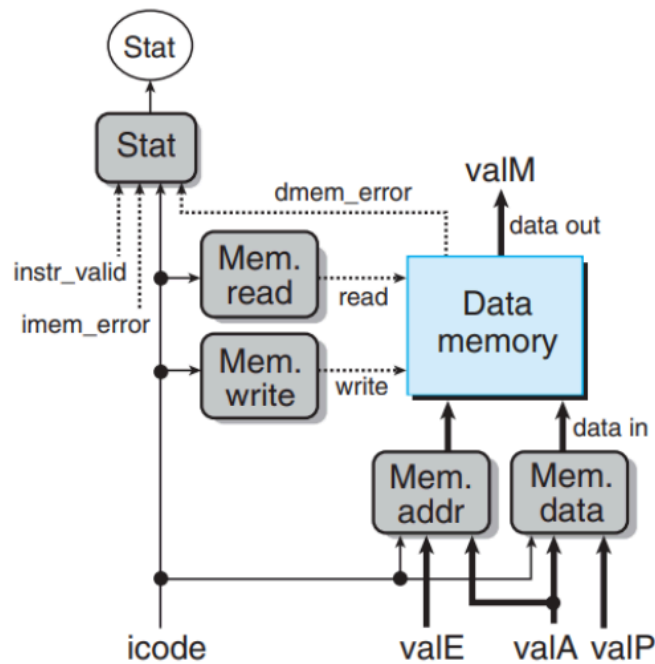 Stat
Stat
dmem_error
valM
data out
instr_valid
imem_error
Mem.
read
read
Data
memory
Mem.
write
write
data in
Mem.
addr
Mem.
data
icode
valE
valA
valP